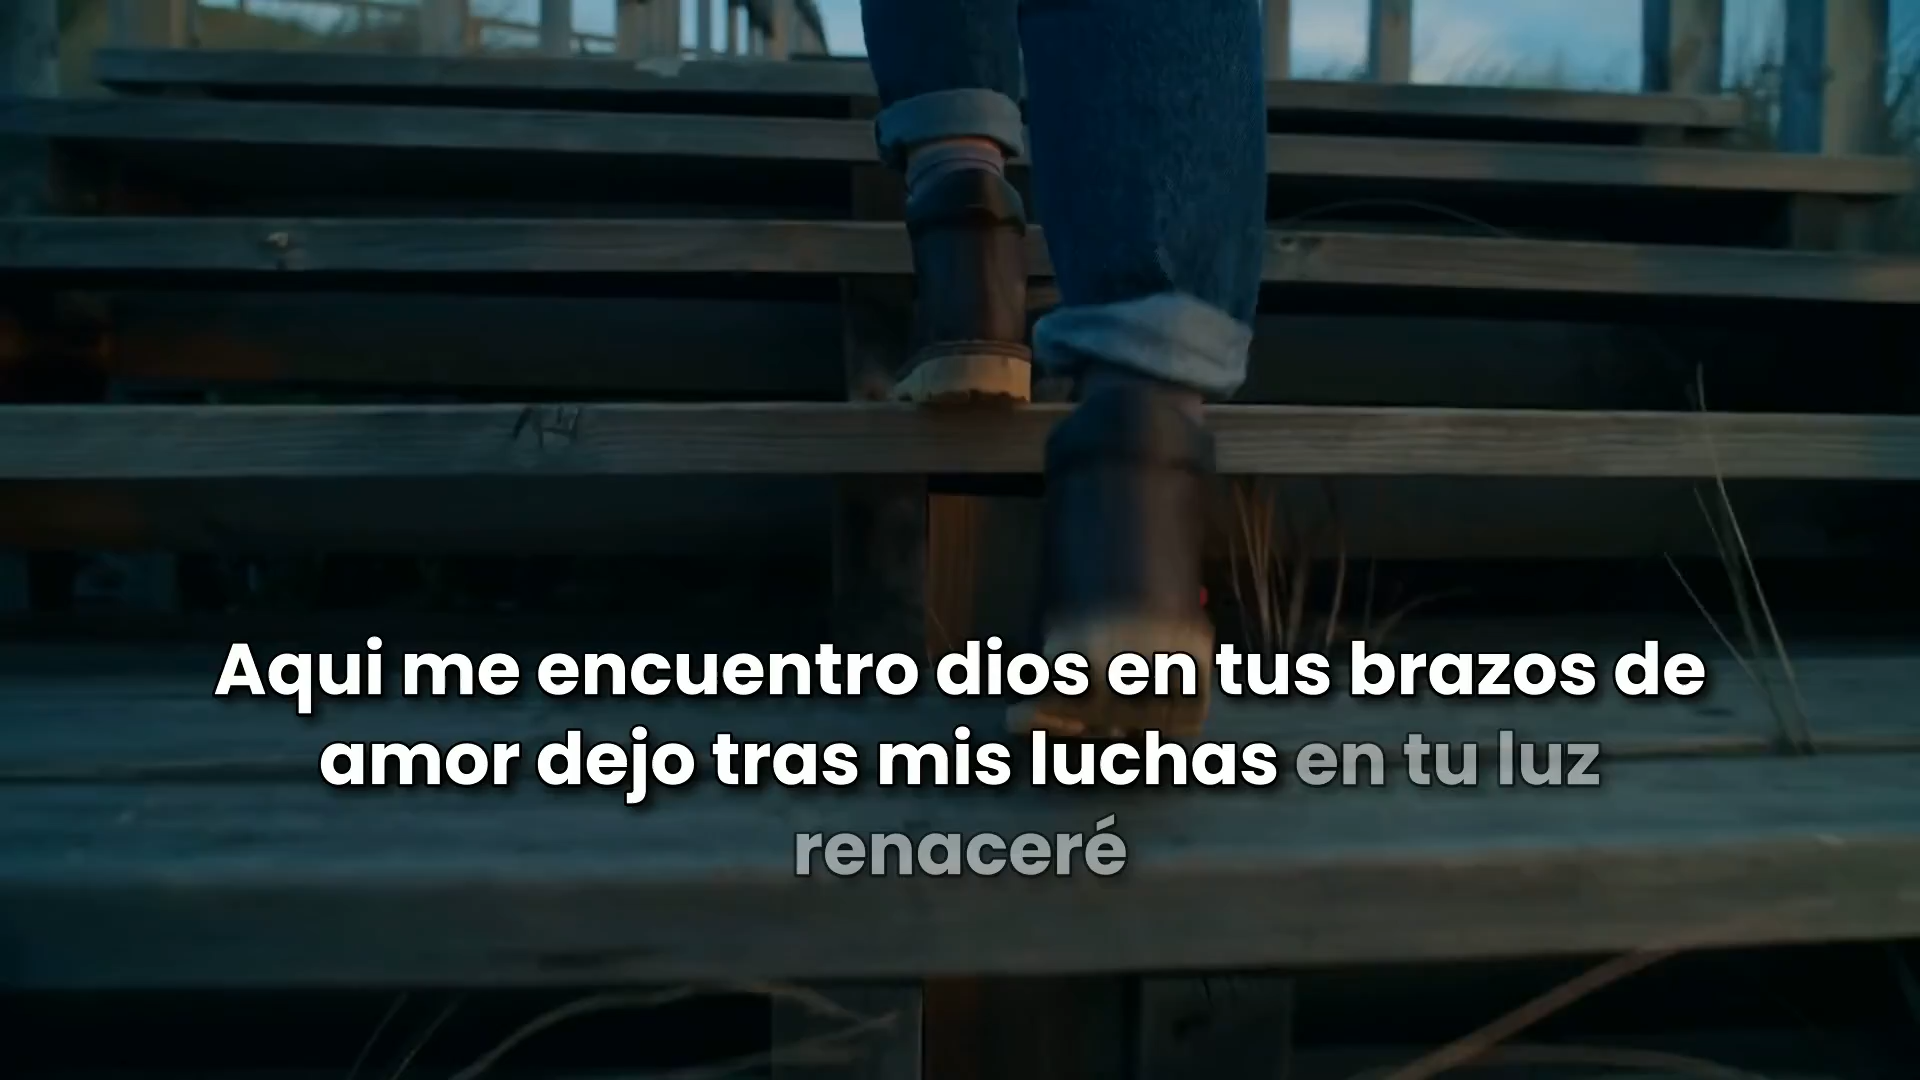 Aqui me encuentro dios en tus brazos de
amor dejo tras mis luchas en tu luz
renaceré